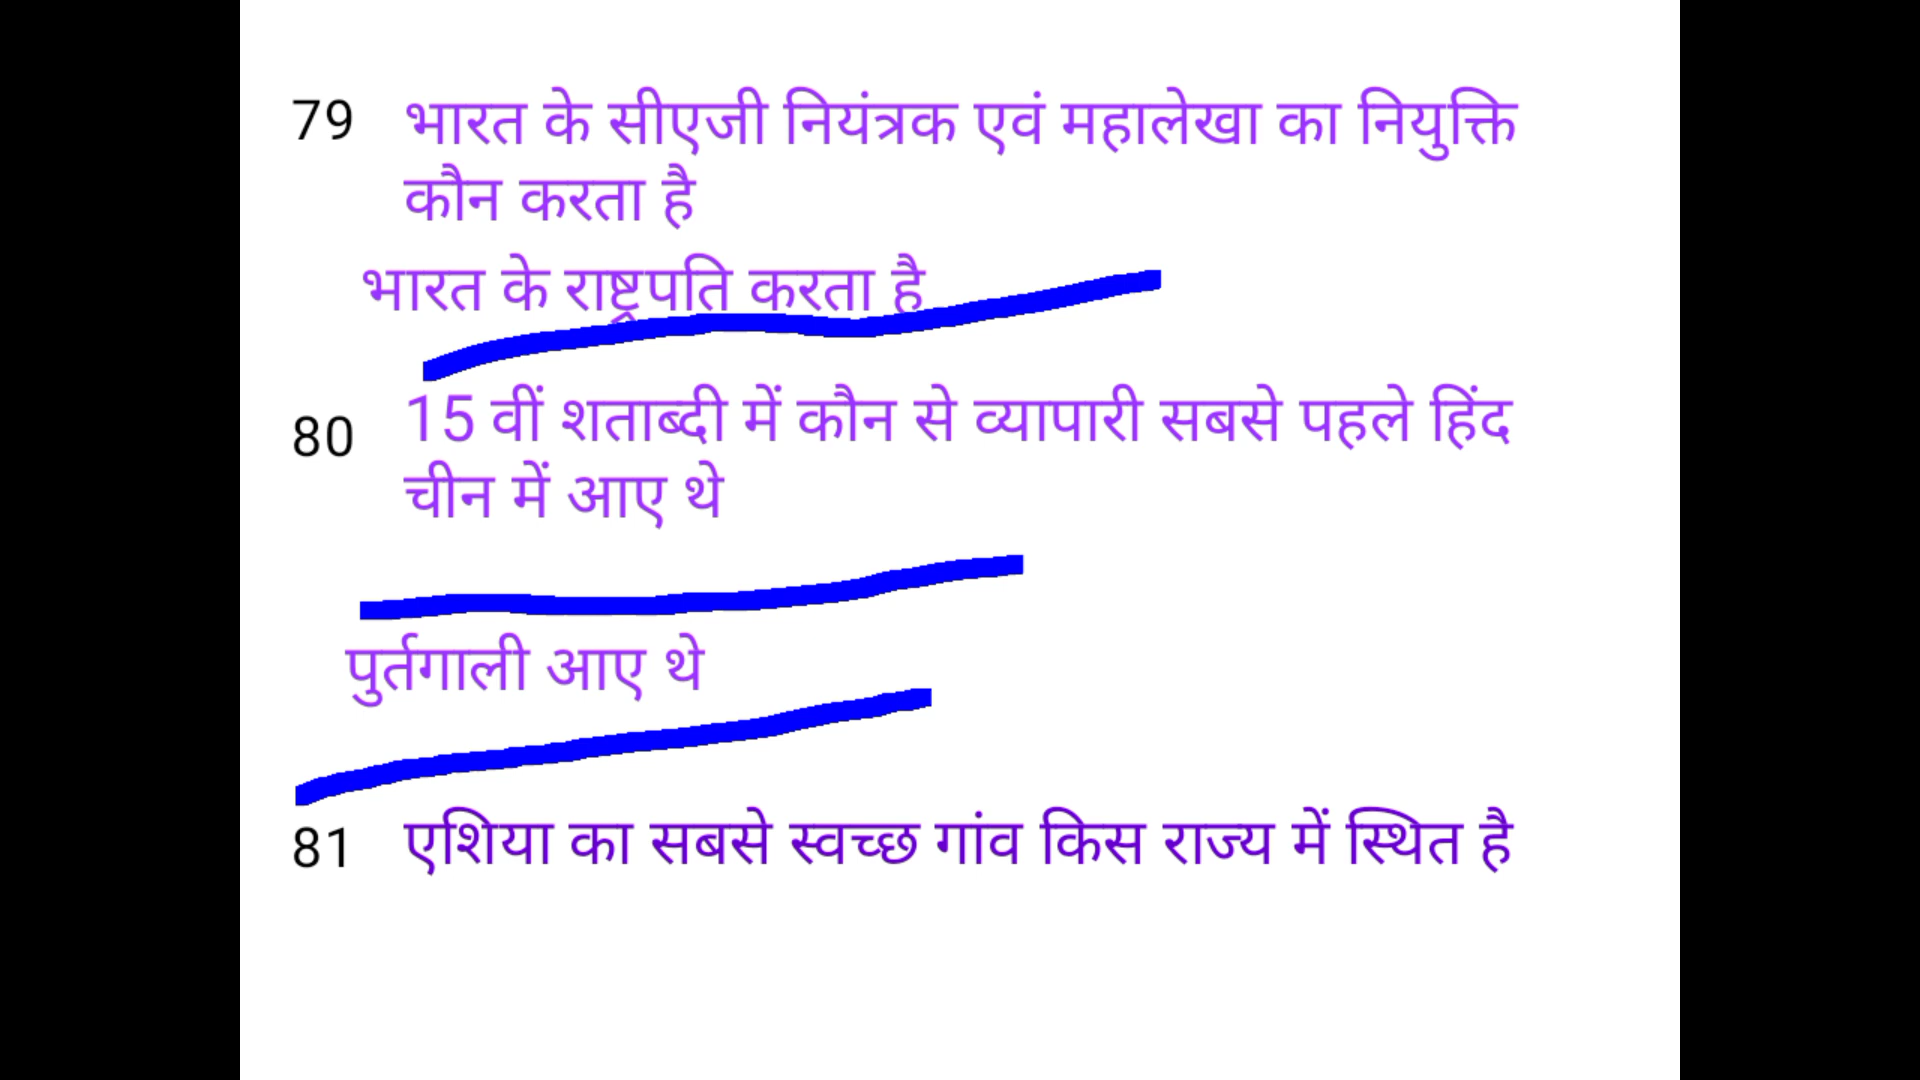 79 भारत के सीएजी नियंत्रक एवं महालेखा का नियुक्ति
कौन करता है
भारत के राष्ट्रपति करता है
80 15 वीं शताब्दी में कौन से व्यापारी सबसे पहले हिंद
चीन में आए थे
पुर्तगाली आए थे
81 एशिया का सबसे स्वच्छ गांव किस राज्य में स्थित है